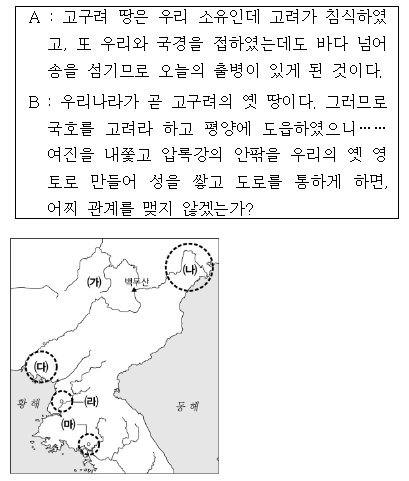 A : 고구려 땅은 우리 소유인데 고려가 침식하였
고, 또 우리와 국경을 접하였는데도 바다 넘어
송을 섬기므로 오늘의 출병이 있게 된 것이다.
B : 우리나라가 곧 고구려의 옛 땅이다. 그러므로
국호를 고려라 하고 평양에 도읍하였으니……
여진을 내쫓고 압록강의 안팎을 우리의 옛 영
토로 만들어 성을 쌓고 도로를 통하게 하면,
어찌 관계를 맺지 않겠는가?
(나)
(가)
백두산
(다)
황해
(라)
동해
(마)